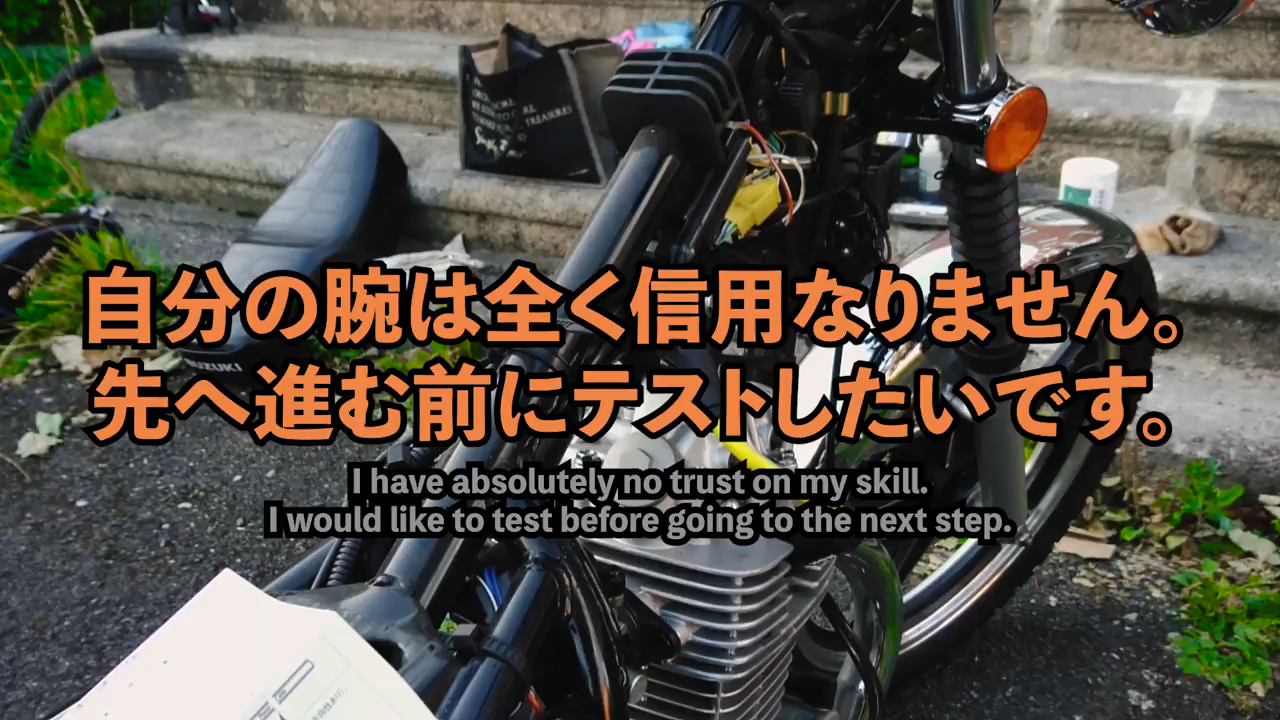 TREASURES
自分の腕は全く信用なりません。
SUZUKI
先へ進む前にテストしたいです。
I have absolutely no trust on my skill.
I would like to test before going to the next step.